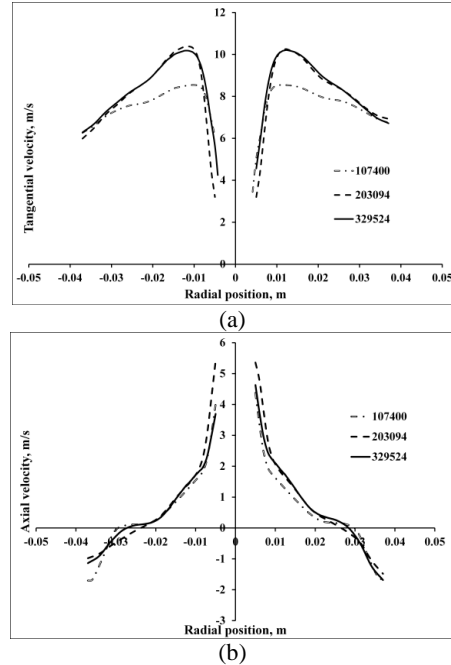 12
10
8
6
4
2
0
Tangential velocity, m/s
107400
203094
329524
-0.05 -0.04 -0.03 -0.02 -0.01 0 0.01 0.02 0.03 0.04 0.05
Radial position, m
(a)
6
5
4
3
2
1
0
-1
-2
-3
Axial velocity, m/s
107400
203094
329524
-0.05 -0.04 -0.03 -0.02 -0.01 0.00 0.01 0.02 0.03 0.04 0.05
Radial position, m
(b)